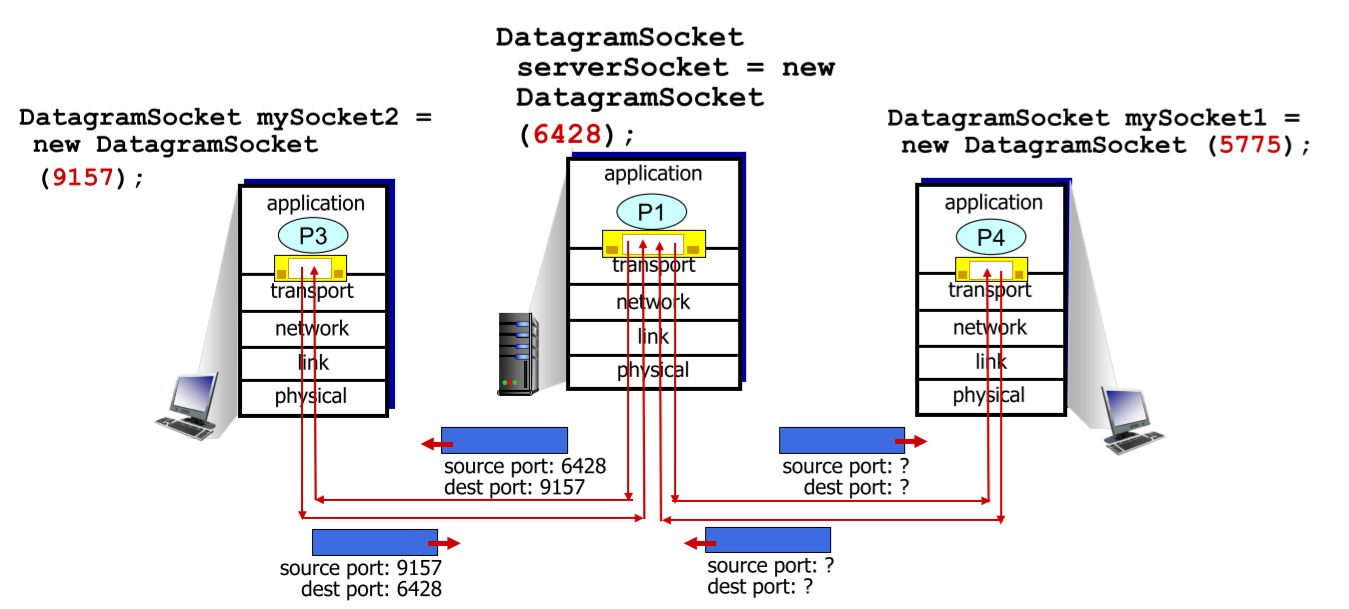 DatagramSocket
serverSocket = new
DatagramSocket
(6428);
DatagramSocket mySocket2 =
new DatagramSocket
(9157);
DatagramSocket mySocket1 =
new DatagramSocket (5775);
application
P3
transport
network
link
physical
application
P1
transport
network
link
physical
application
P4
transport
network
link
physical
source port: 6428
dest port: 9157
source port: ?
dest port: ?
source port: 9157
dest port: 6428
source port: ?
dest port: ?